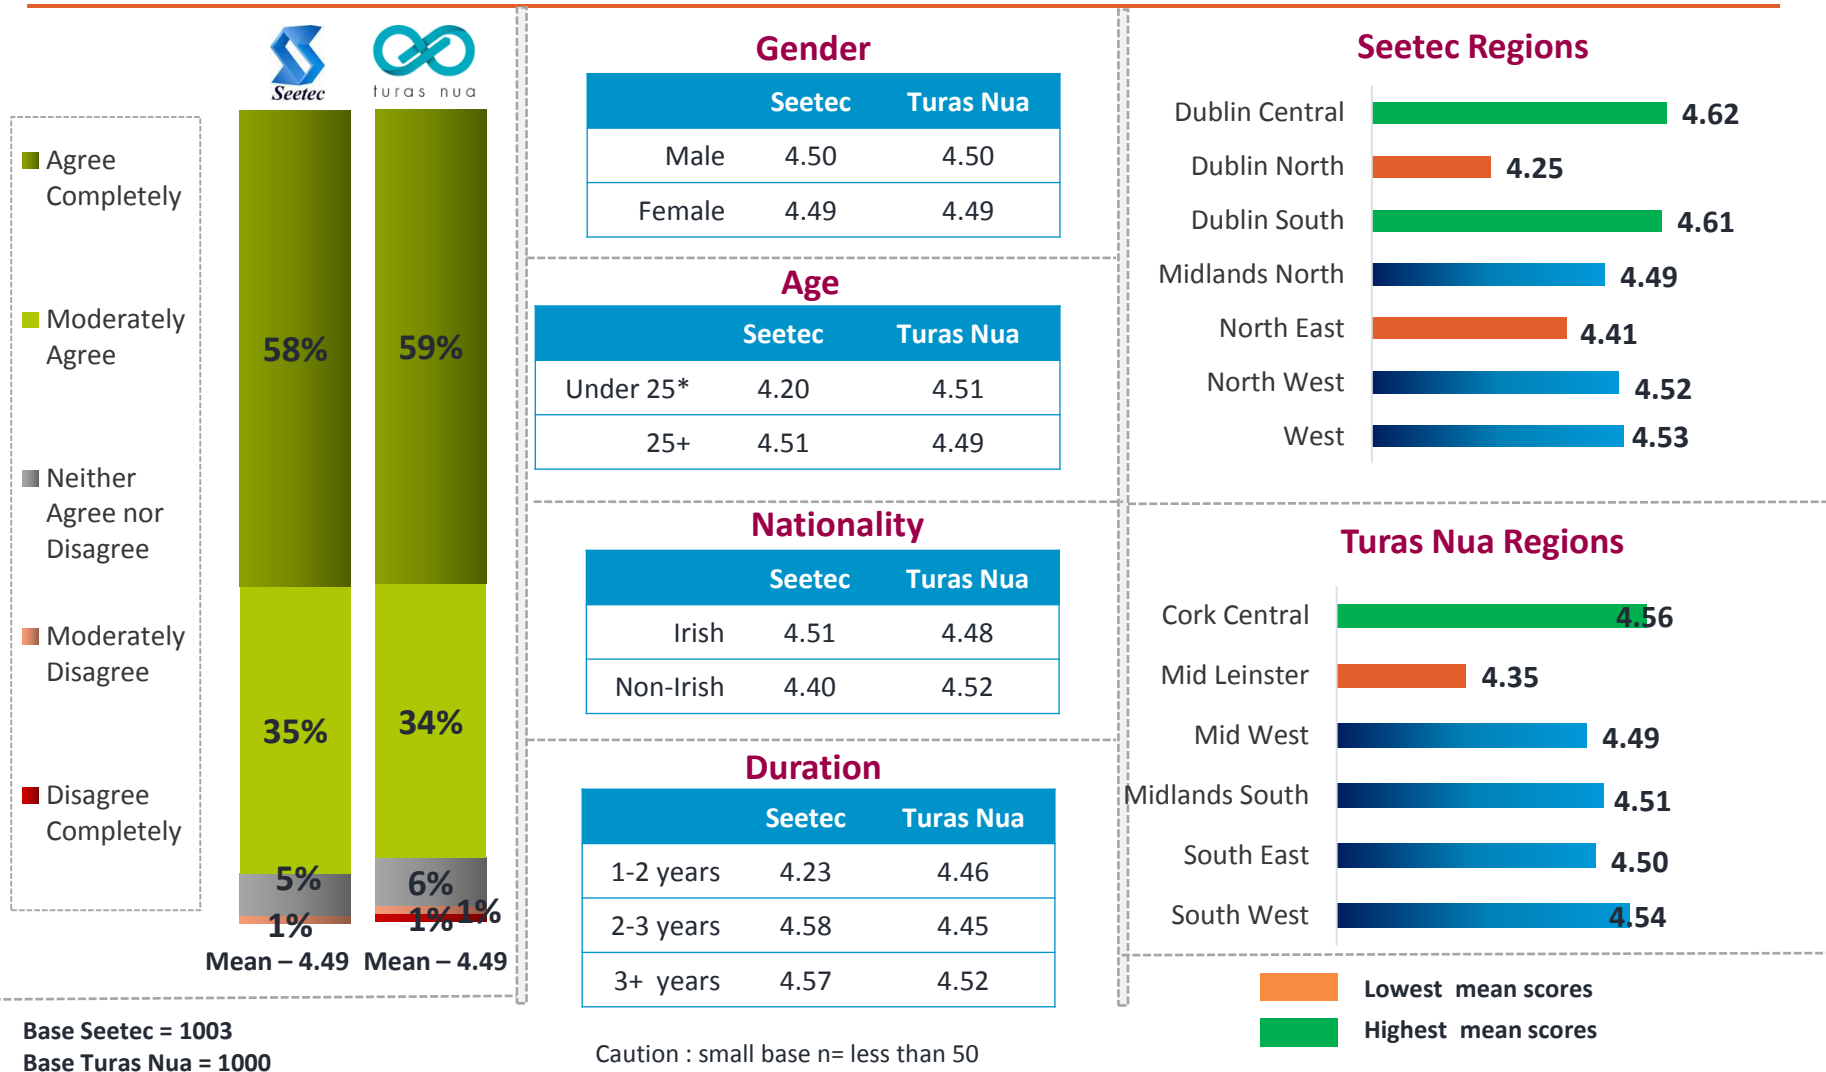 Seetec
turas nua
Agree
Completely
Moderately
Agree
Neither
Agree nor
Disagree
Moderately
Disagree
Disagree
Completely
58%
59%
35%
34%
5%
6%
1%
1%
1%
Mean – 4.49
Mean – 4.49
Base Seetec = 1003
Base Turas Nua = 1000
Gender
Seetec Turas Nua
Male 4.50 4.50
Female 4.49 4.49
Age
Seetec Turas Nua
Under 25* 4.20 4.51
25+ 4.51 4.49
Nationality
Seetec Turas Nua
Irish 4.51 4.48
Non-Irish 4.40 4.52
Duration
Seetec Turas Nua
1-2 years 4.23 4.46
2-3 years 4.58 4.45
3+ years 4.57 4.52
Caution : small base n= less than 50
Seetec Regions
Dublin Central 4.62
Dublin North 4.25
Dublin South 4.61
Midlands North 4.49
North East 4.41
North West 4.52
West 4.53
Turas Nua Regions
Cork Central 4.56
Mid Leinster 4.35
Mid West 4.49
Midlands South 4.51
South East 4.50
South West 4.54
Lowest mean scores
Highest mean scores